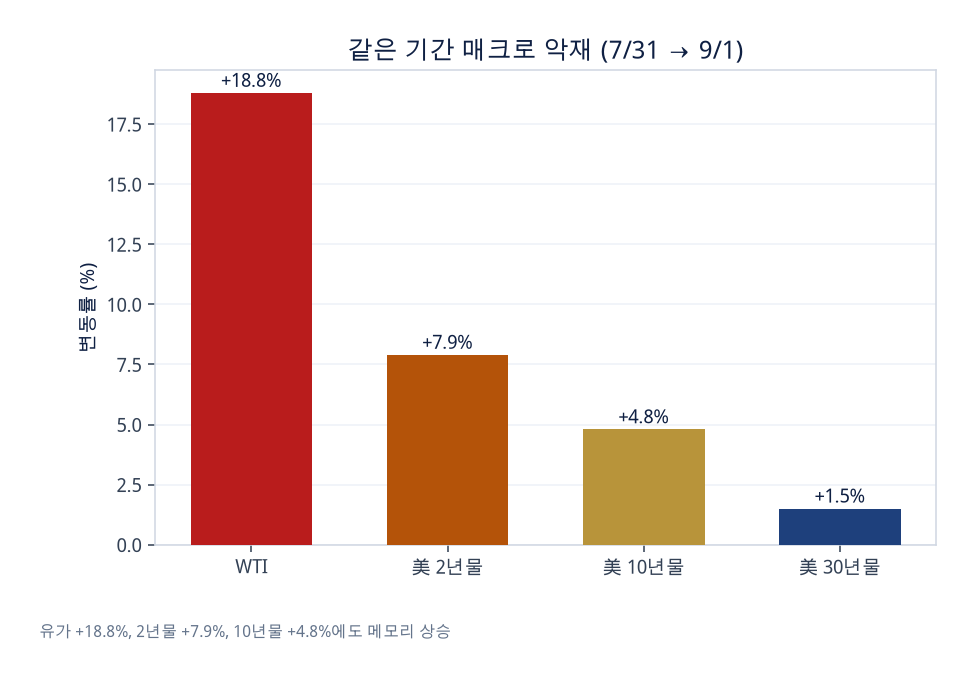 같은 기간 매크로 악재 (7/31 → 9/1)
변동률 (%)
17.5
15.0
12.5
10.0
7.5
5.0
2.5
0.0
+18.8%
+7.9%
+4.8%
+1.5%
WTI
美 2년물
美 10년물
美 30년물
유가 +18.8%, 2년물 +7.9%, 10년물 +4.8%에도 메모리 상승